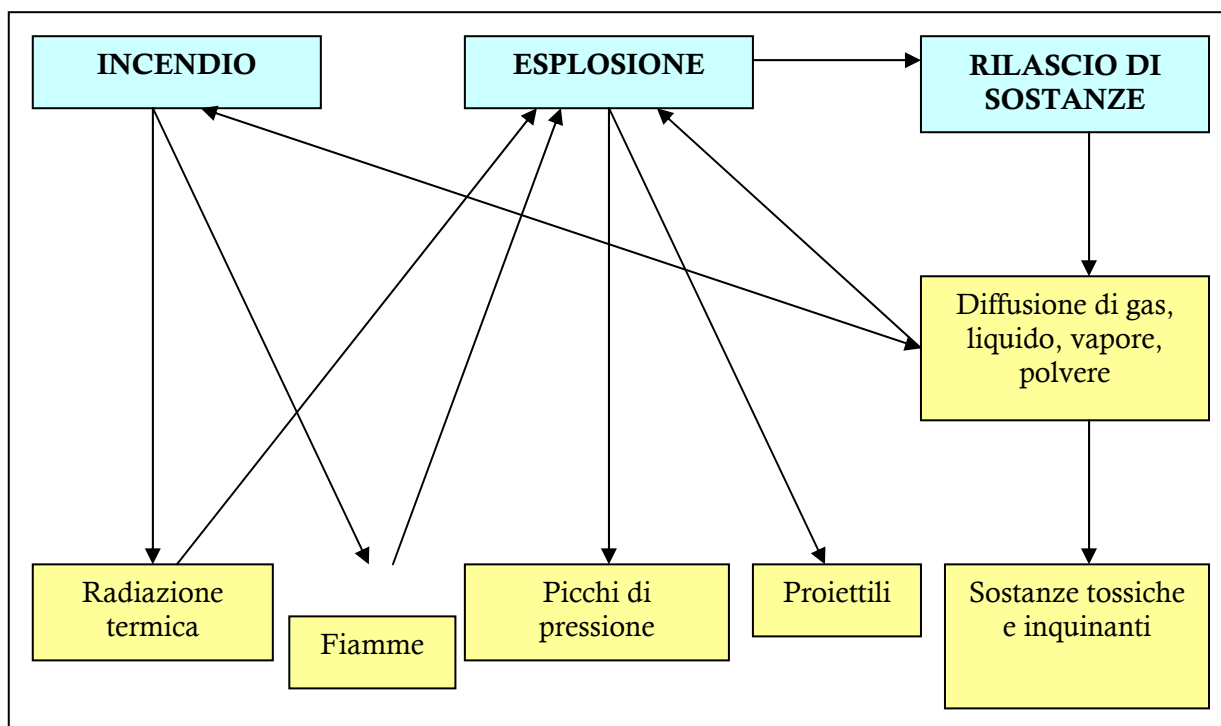 INCENDIO
ESPLOSIONE
RILASCIO DI
SOSTANZE
Diffusione di gas,
liquido, vapore,
polvere
Radiazione
termica
Fiamme
Picchi di
pressione
Proiettili
Sostanze tossiche
e inquinanti